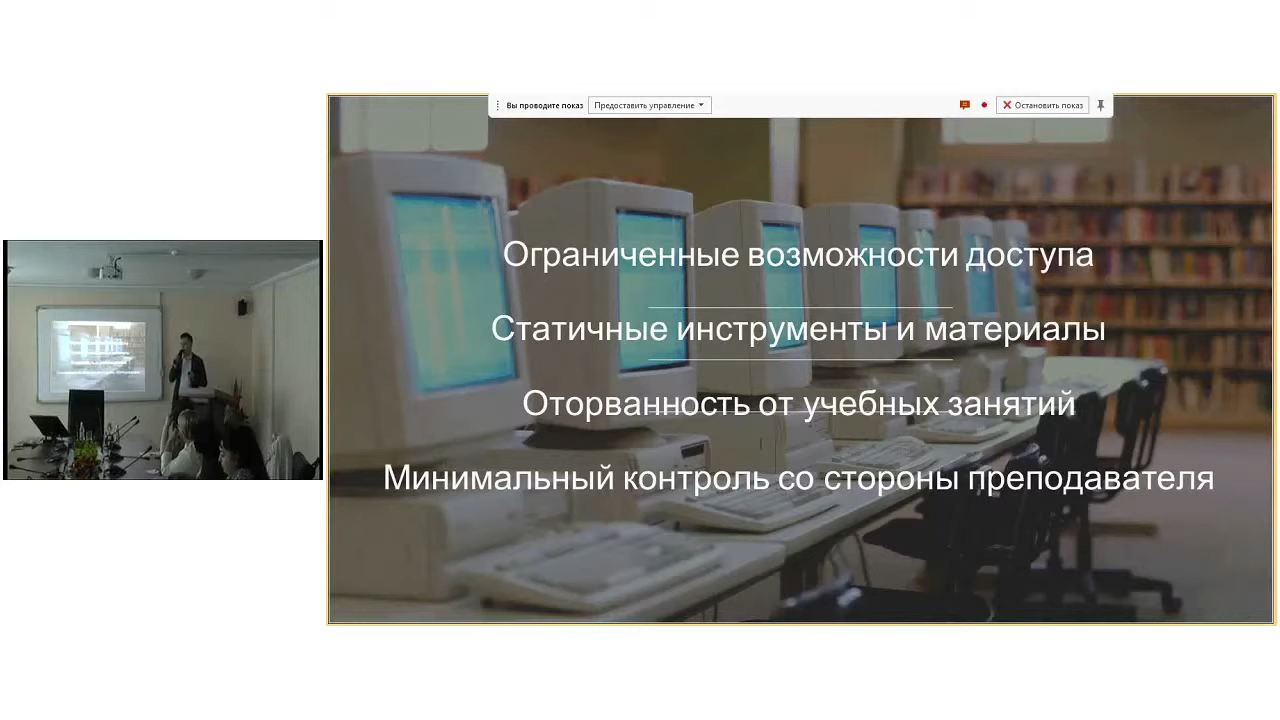 Вы проводите показ
Предоставить управление
Остановить показ
Ограниченные возможности доступа
Статичные инструменты и материалы
Оторванность от учебных занятий
Минимальный контроль со стороны преподавателя